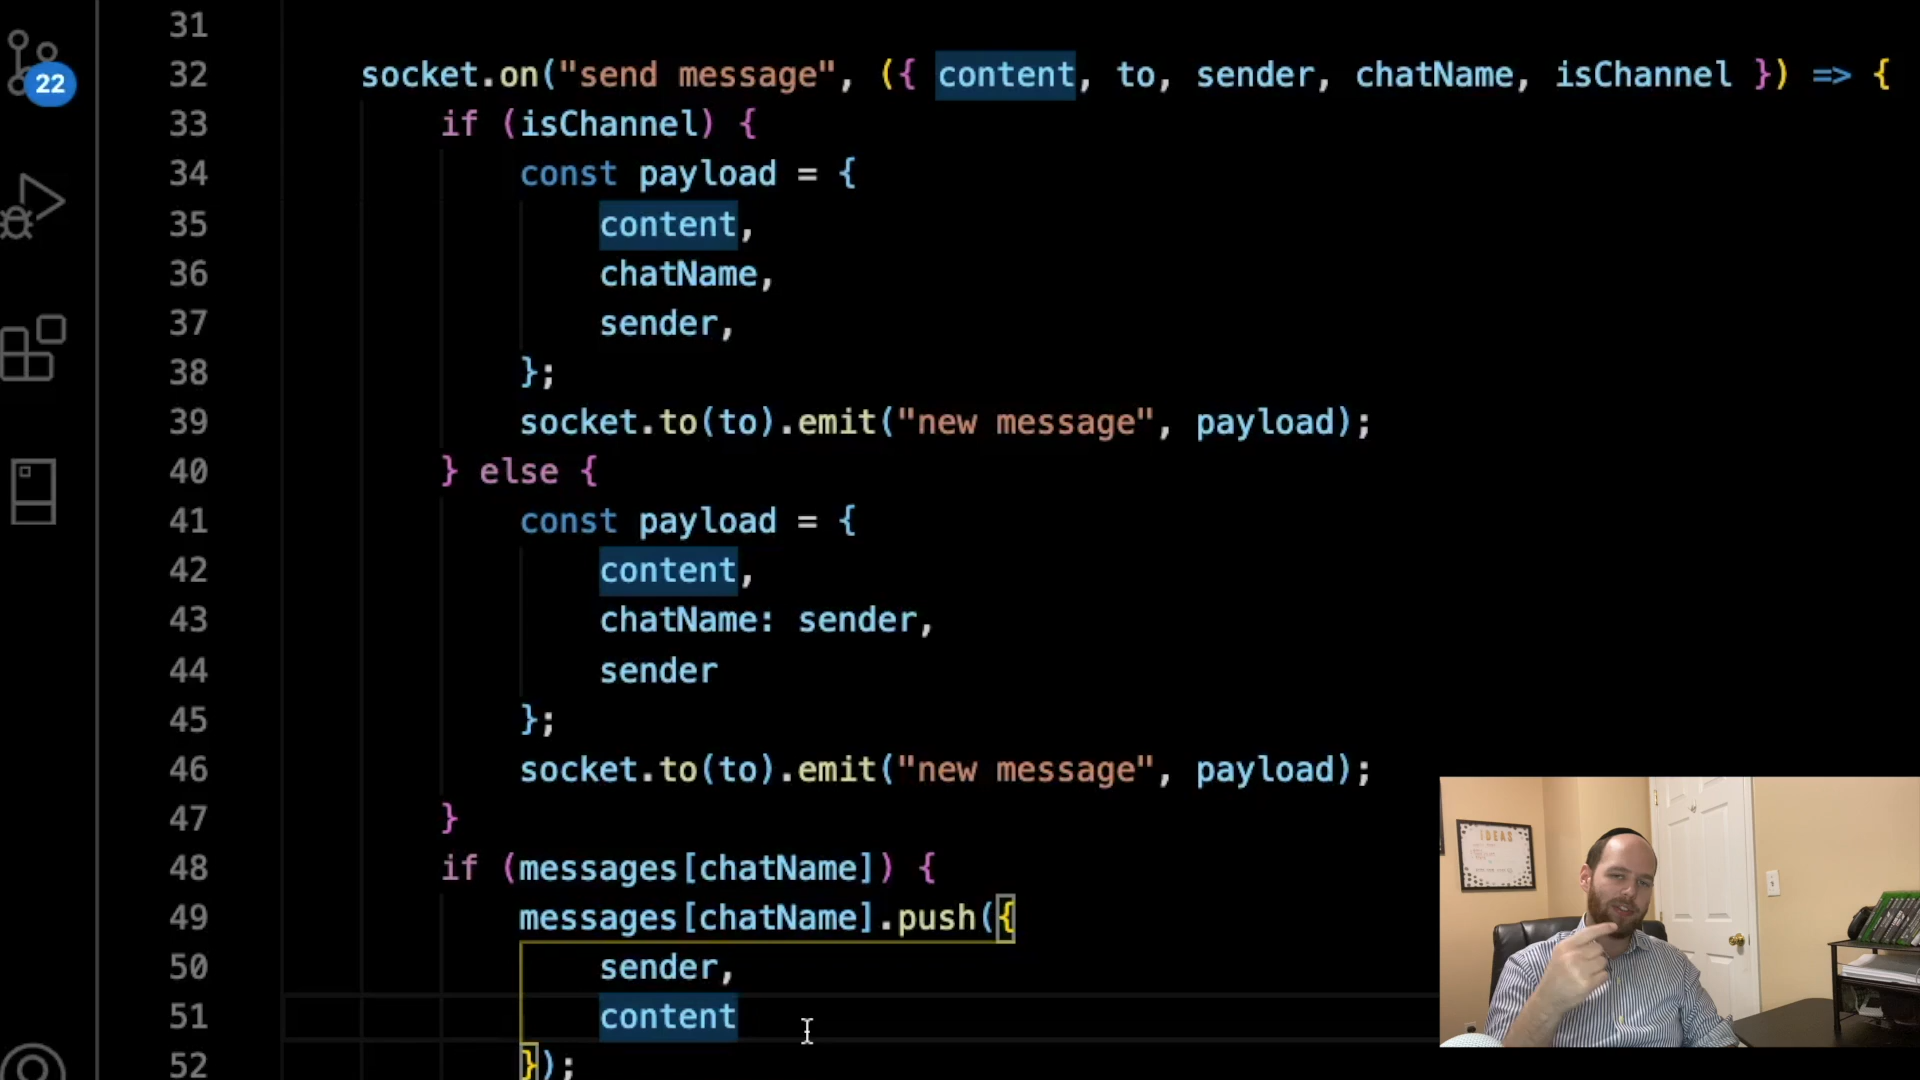 31
22
32 socket.on("send message", ({ content, to, sender, chatName, isChannel }) => {
33 if (isChannel) {
34 const payload = {
35 content,
36 chatName,
37 sender,
38 };
39 socket.to(to).emit("new message", payload);
40 } else {
41 const payload = {
42 content,
43 chatName: sender,
44 sender
45 };
46 socket.to(to).emit("new message", payload);
47 }
48 if (messages[chatName]) {
49 messages[chatName].push({
50 sender,
51 content
52 });
IDEAS